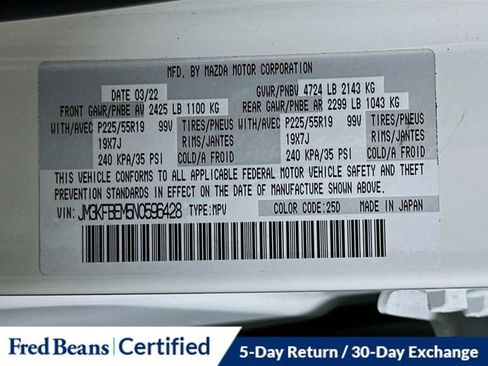 MFD. BY MAZDA MOTOR CORPORATION
DATE 03/22 GVWR/PNBV 4724 LB 2143 KG
FRONT GAWR/PNBE AV 2425 LB 1100 KG REAR GAWR/PNBE AR 2299 LB 1043 KG
WITH/AVEC P225/55R19 99V TIRES/PNEUS WITH/AVEC P225/55R19 99V TIRES/PNEUS
19X7J RIMS/JANTES 19X7J RIMS/JANTES
240 KPA/35 PSI COLD/A FROID 240 KPA/35 PSI COLD/A FROID
THIS VEHICLE CONFORMS TO ALL APPLICABLE FEDERAL MOTOR VEHICLE SAFETY AND THEFT
PREVENTION STANDARDS IN EFFECT ON THE DATE OF MANUFACTURE SHOWN ABOVE.
VIN: JM3KFBEM5N0596428 TYPE:MPV COLOR CODE:25D MADE IN JAPAN
Fred Beans Certified
5-Day Return / 30-Day Exchange